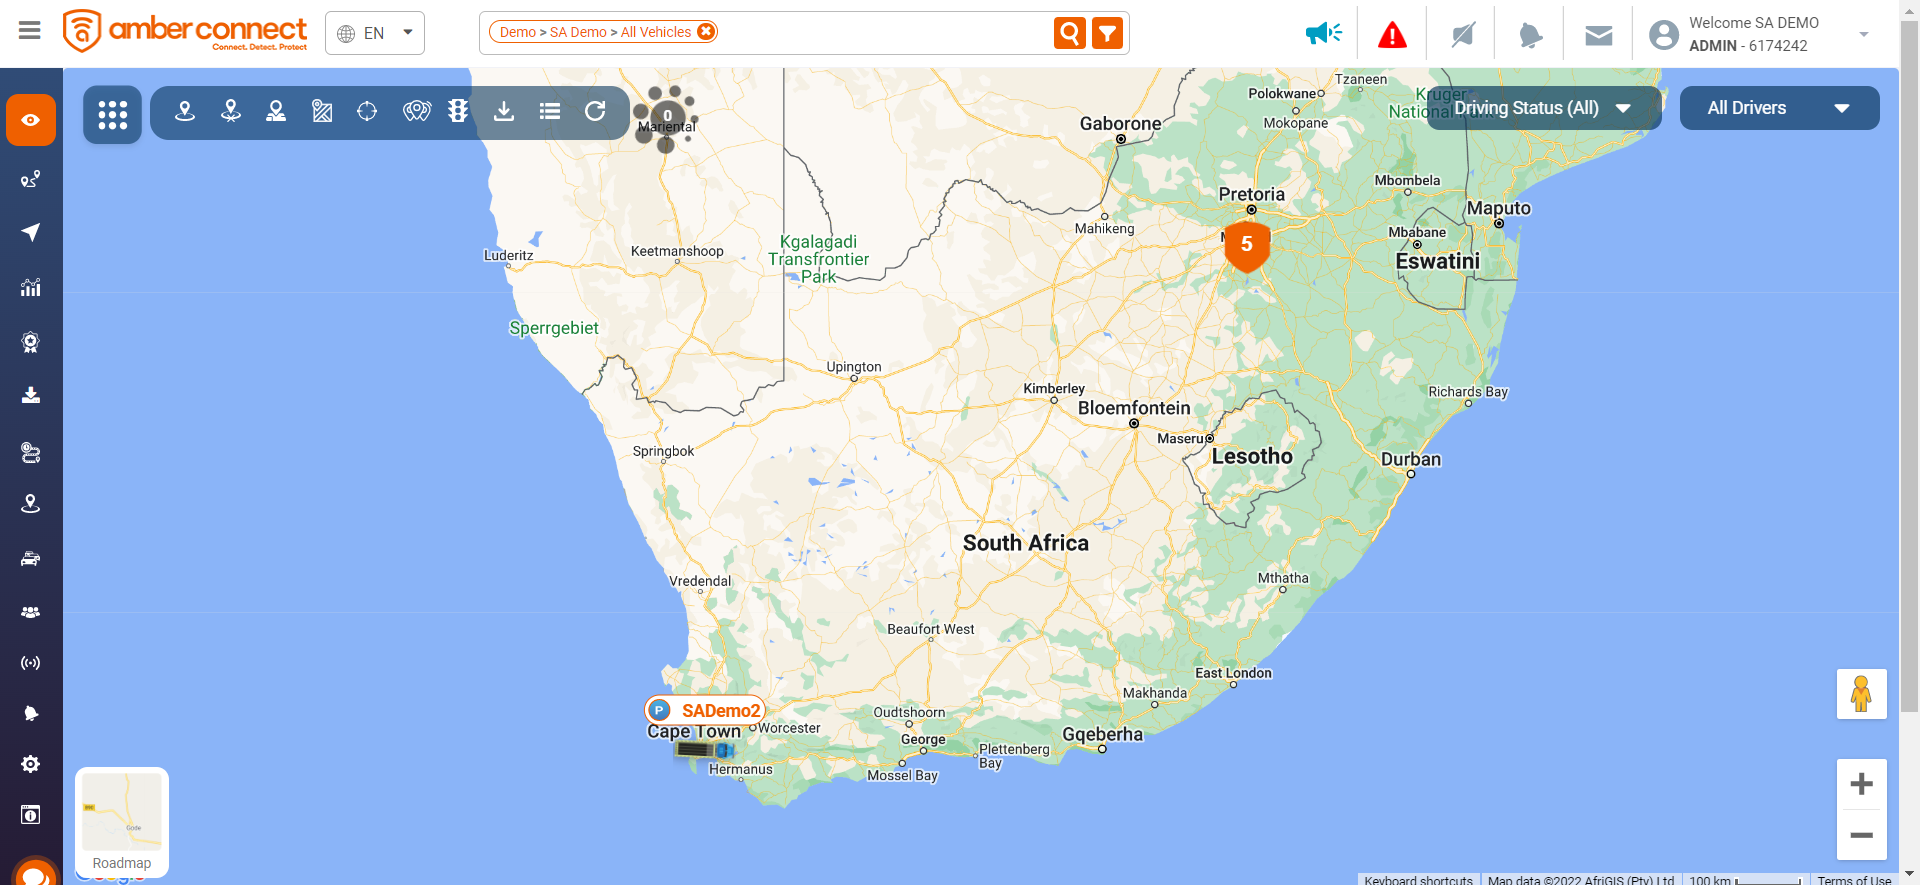 amber connect
Connect. Detect. Protect
EN
Demo > SA Demo > All Vehicles
Welcome SA DEMO
ADMIN - 6174242
0
Mariental
Driving Status (All)
All Drivers
Tzaneen
Polokwane
Kruger
National Park
Mokopane
Gaborone
Mbombela
Pretoria
Maputo
Mahikeng
Mbabane
5
Eswatini
Luderitz
Keetmanshoop
Kgalagadi
Transfrontier
Park
Sperrgebiet
Upington
Kimberley
Bloemfontein
Richards Bay
Maseru
Lesotho
Durban
Springbok
South Africa
Vredendal
Mthatha
Beaufort West
East London
Makhanda
P SADemo2
Cape Town
Worcester
Oudtshoorn
George
Gqeberha
Plettenberg
Bay
Hermanus
Mossel Bay
Gode
Roadmap
Keyboard shortcuts
Map data ©2022 AfriGIS (Pty) Ltd
100 km
Terms of Use